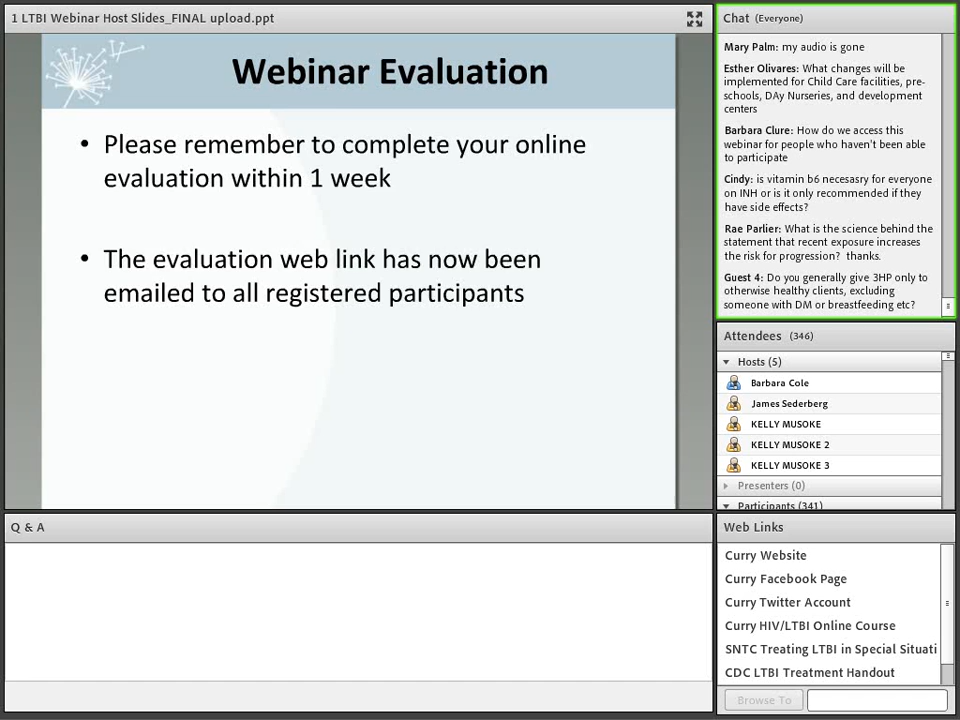 1 LTBI Webinar Host Slides_FINAL upload.ppt
Webinar Evaluation
• Please remember to complete your online
evaluation within 1 week
• The evaluation web link has now been
emailed to all registered participants
Q & A
Chat (Everyone)
Mary Palm: my audio is gone
Esther Olivares: What changes will be
implemented for Child Care facilities, pre-
schools, DAy Nurseries, and development
centers
Barbara Clure: How do we access this
webinar for people who haven't been able
to participate
Cindy: is vitamin b6 necesasry for everyone
on INH or is it only recommended if they
have side effects?
Rae Parlier: What is the science behind the
statement that recent exposure increases
the risk for progression? thanks.
Guest 4: Do you generally give 3HP only to
otherwise healthy clients, excluding
someone with DM or breastfeeding etc?
Attendees (346)
Hosts (5)
Barbara Cole
James Sederberg
KELLY MUSOKE
KELLY MUSOKE 2
KELLY MUSOKE 3
Presenters (0)
Participants (341)
Web Links
Curry Website
Curry Facebook Page
Curry Twitter Account
Curry HIV/LTBI Online Course
SNTC Treating LTBI in Special Situati
CDC LTBI Treatment Handout
Browse To